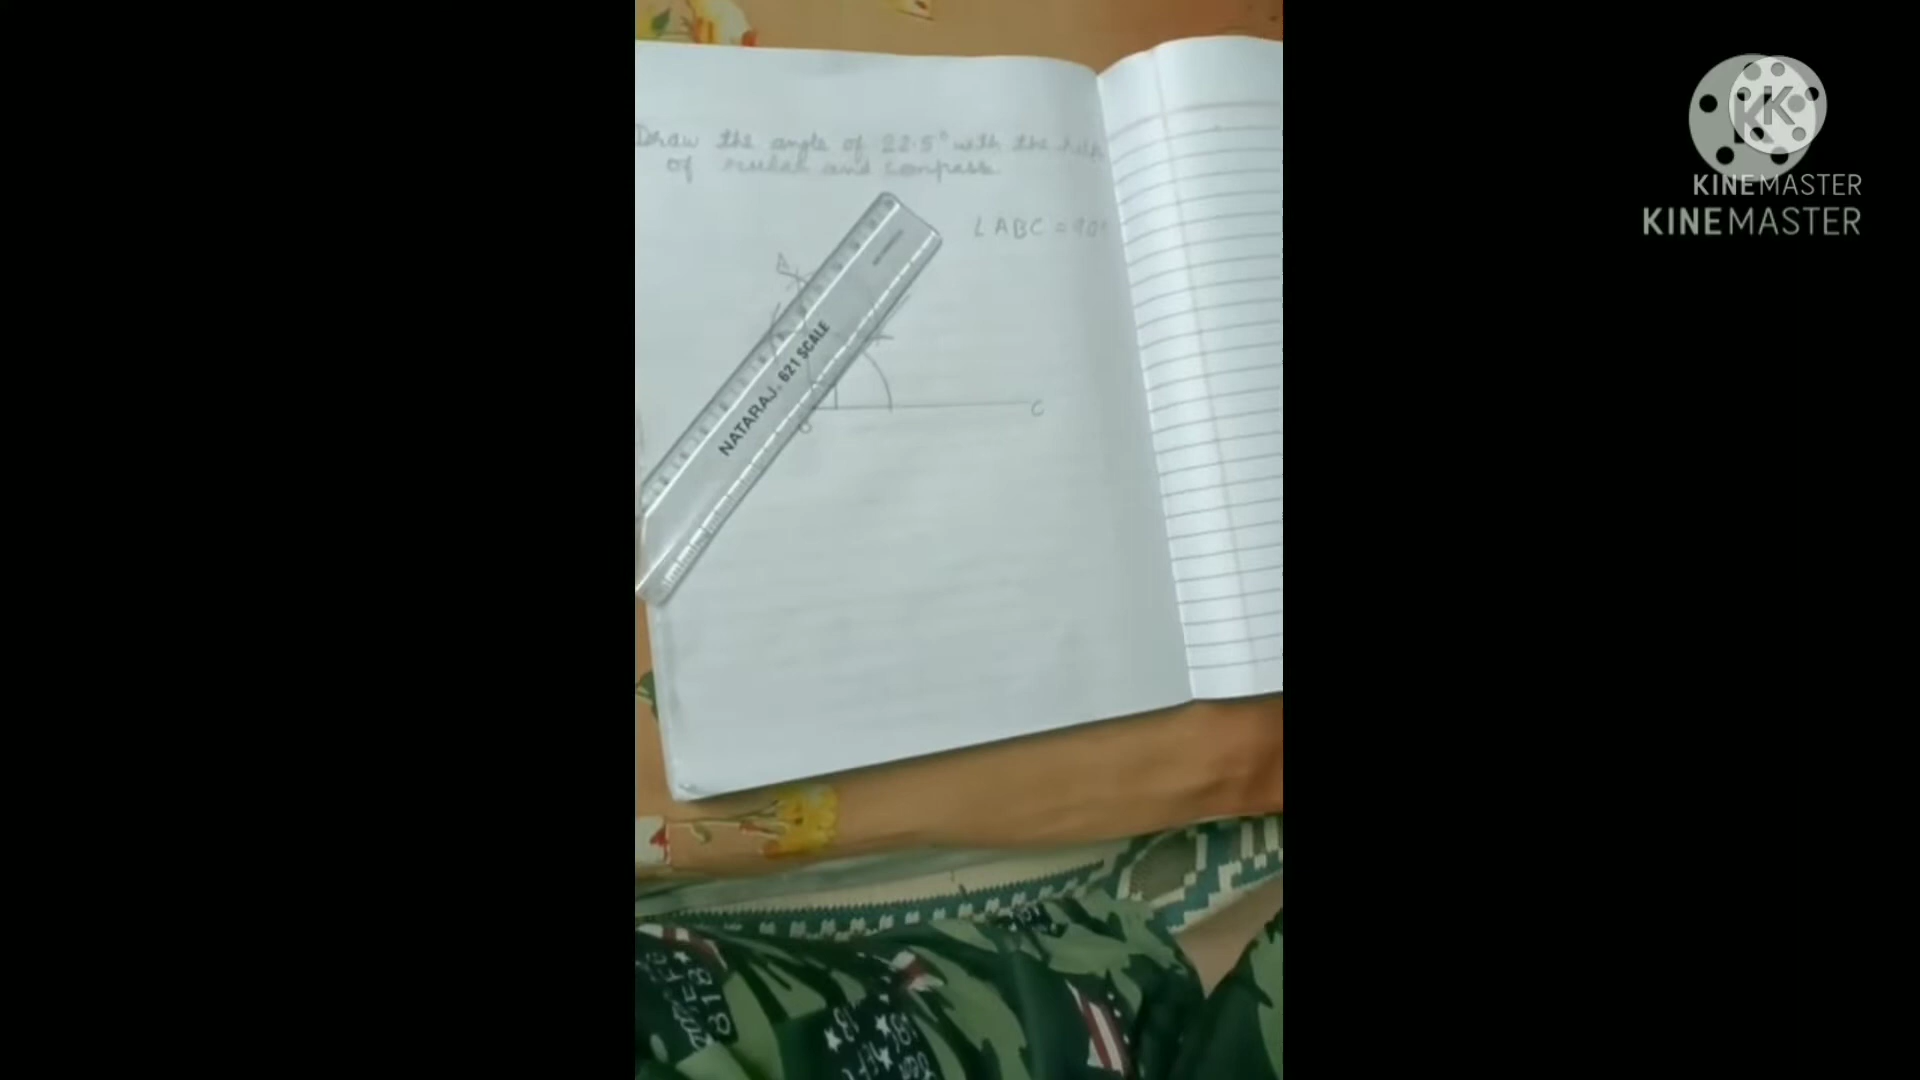 Draw the angle of 22.5° with the help
of rular and compass
∠ABC = 90°
A
NATARAJ. 621 SCALE
C
KINEMASTER
KINEMASTER